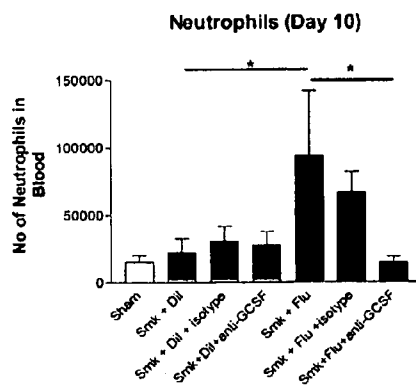 Neutrophils (Day 10)
*
*
No of Neutrophils in
Blood
150000
100000
50000
0
Sham
Smk + Dil
Smk + Dil + isotype
Smk+Dil+anti-GCSF
Smk + Flu
Smk + Flu +isotype
Smk+Flu+anti-GCSF